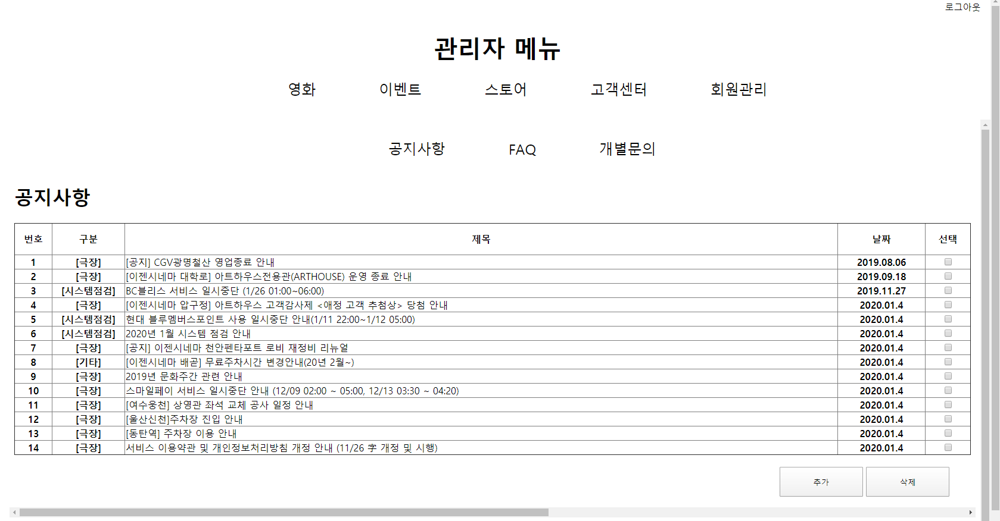 로그아웃
관리자 메뉴
영화 이벤트 스토어 고객센터 회원관리
공지사항 FAQ 개별문의
공지사항
번호 구분 제목 날짜 선택
1 [극장] [공지] CGV광명철산 영업종료 안내 2019.08.06
2 [극장] [이젠시네마 대학로] 아트하우스전용관(ARTHOUSE) 운영 종료 안내 2019.09.18
3 [시스템점검] BC블리스 서비스 일시중단 (1/26 01:00~06:00) 2019.11.27
4 [극장] [이젠시네마 압구정] 아트하우스 고객감사제 <애정 고객 추첨상> 당첨 안내 2020.01.4
5 [시스템점검] 현대 블루멤버스포인트 사용 일시중단 안내(1/11 22:00~1/12 05:00) 2020.01.4
6 [시스템점검] 2020년 1월 시스템 점검 안내 2020.01.4
7 [극장] [공지] 이젠시네마 천안펜타포트 로비 재정비 리뉴얼 2020.01.4
8 [기타] [이젠시네마 배곧] 무료주차시간 변경안내(20년 2월~) 2020.01.4
9 [극장] 2019년 문화주간 관련 안내 2020.01.4
10 [극장] 스마일페이 서비스 일시중단 안내 (12/09 02:00 ~ 05:00, 12/13 03:30 ~ 04:20) 2020.01.4
11 [극장] [여수웅천] 상영관 좌석 교체 공사 일정 안내 2020.01.4
12 [극장] [울산신천]주차장 진입 안내 2020.01.4
13 [극장] [동탄역] 주차장 이용 안내 2020.01.4
14 [극장] 서비스 이용약관 및 개인정보처리방침 개정 안내 (11/26 字 개정 및 시행) 2020.01.4
추가 삭제